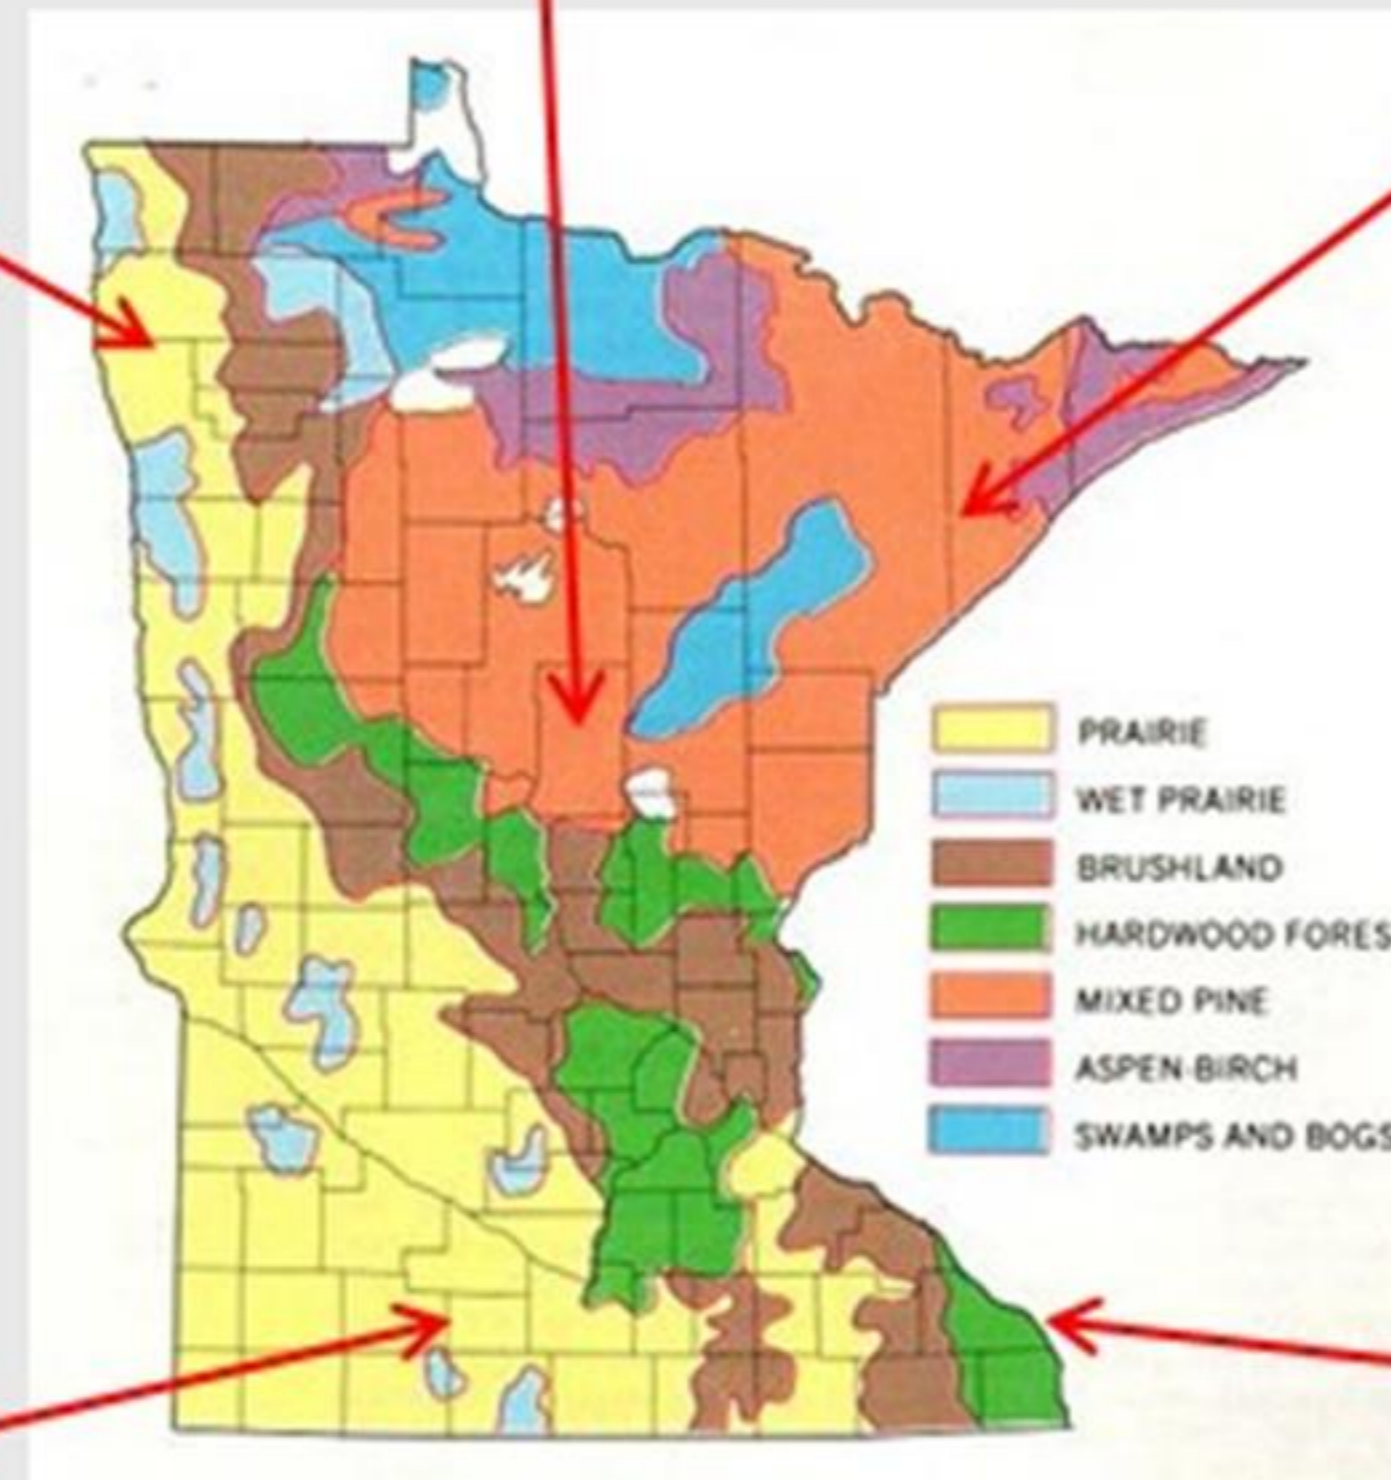 PRAIRIE
WET PRAIRIE
BRUSHLAND
HARDWOOD FORES
MIXED PINE
ASPEN-BIRCH
SWAMPS AND BOGS